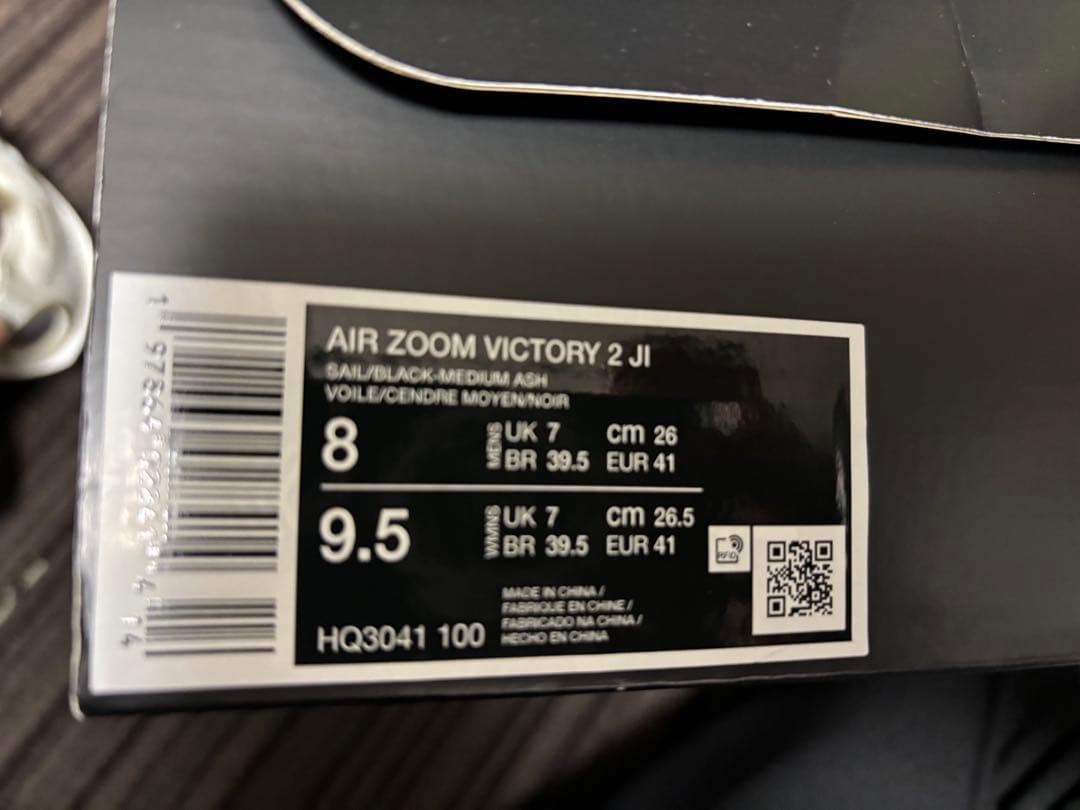 AIR ZOOM VICTORY 2 JI
SAIL/BLACK-MEDIUM ASH
VOILE/CENDRE MOYEN/NOIR
8 MENS UK 7 cm 26
BR 39.5 EUR 41
9.5 WMNS UK 7 cm 26.5
BR 39.5 EUR 41
RFID
MADE IN CHINA /
FABRIQUE EN CHINE /
FABRICADO NA CHINA /
HECHO EN CHINA
HQ3041 100